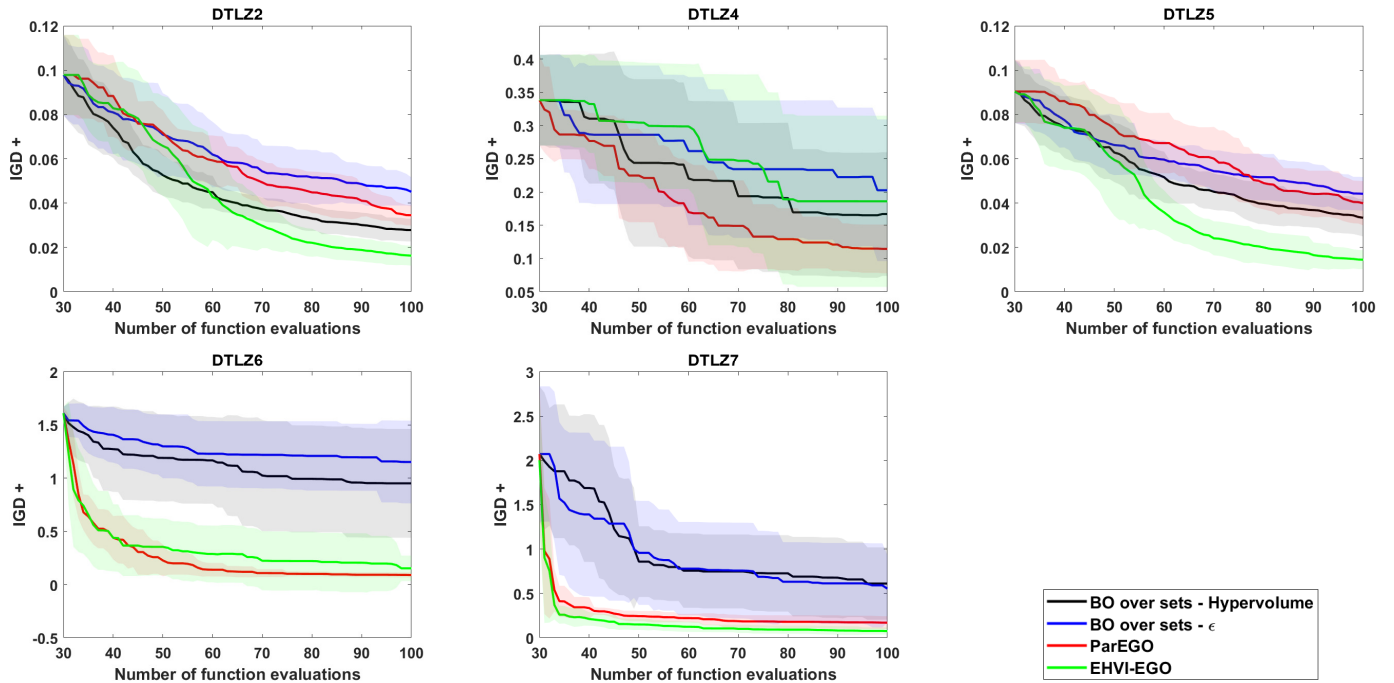 DTLZ2
0.12
0.1
0.08
0.06
0.04
0.02
0
IGD +
30 40 50 60 70 80 90 100
Number of function evaluations
DTLZ4
0.4
0.35
0.3
0.25
0.2
0.15
0.1
0.05
IGD +
30 40 50 60 70 80 90 100
Number of function evaluations
DTLZ5
0.12
0.1
0.08
0.06
0.04
0.02
0
IGD +
30 40 50 60 70 80 90 100
Number of function evaluations
DTLZ6
2
1.5
1
0.5
0
-0.5
IGD +
30 40 50 60 70 80 90 100
Number of function evaluations
DTLZ7
3
2.5
2
1.5
1
0.5
0
IGD +
30 40 50 60 70 80 90 100
Number of function evaluations
BO over sets - Hypervolume
BO over sets - ϵ
ParEGO
EHVI-EGO